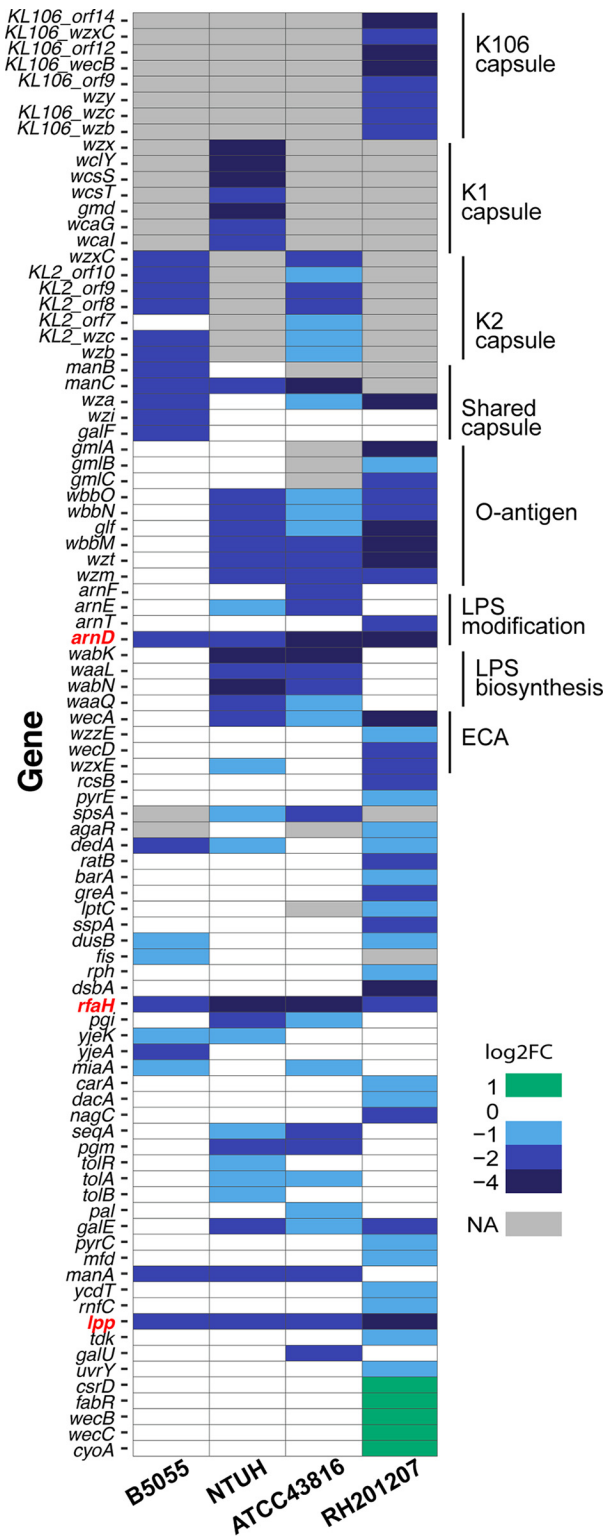 KL106_orf14
KL106_wzxC
KL106_orf12
KL106_wecB
KL106_orf9
wzy
KL106_wzc
KL106_wzb
K106
capsule
wzx
wclY
wcsS
wcsT
gmd
wcaG
wcaI
K1
capsule
wzxC
KL2_orf10
KL2_orf9
KL2_orf8
KL2_orf7
KL2_wzc
wzb
K2
capsule
manB
manC
wza
wzi
galF
Shared
capsule
gmlA
gmlB
gmlC
wbbO
wbbN
glf
wbbM
wzt
wzm
O-antigen
arnF
arnE
arnT
arnD
LPS
modification
wabK
waaL
wabN
waaQ
LPS
biosynthesis
wecA
wzzE
wecD
wzxE
ECA
rcsB
pyrE
spsA
agaR
dedA
ratB
barA
greA
lptC
sspA
dusB
fis
rph
dsbA
rfaH
pgi
yjeK
yjeA
miaA
carA
dacA
nagC
seqA
pgm
tolR
tolA
tolB
pal
galE
pyrC
mfd
manA
ycdT
rnfC
lpp
tdk
galU
uvrY
csrD
fabR
wecB
wecC
cyoA
Gene
log2FC
1
0
−1
−2
−4
NA
B5055
NTUH
ATCC43816
RH201207